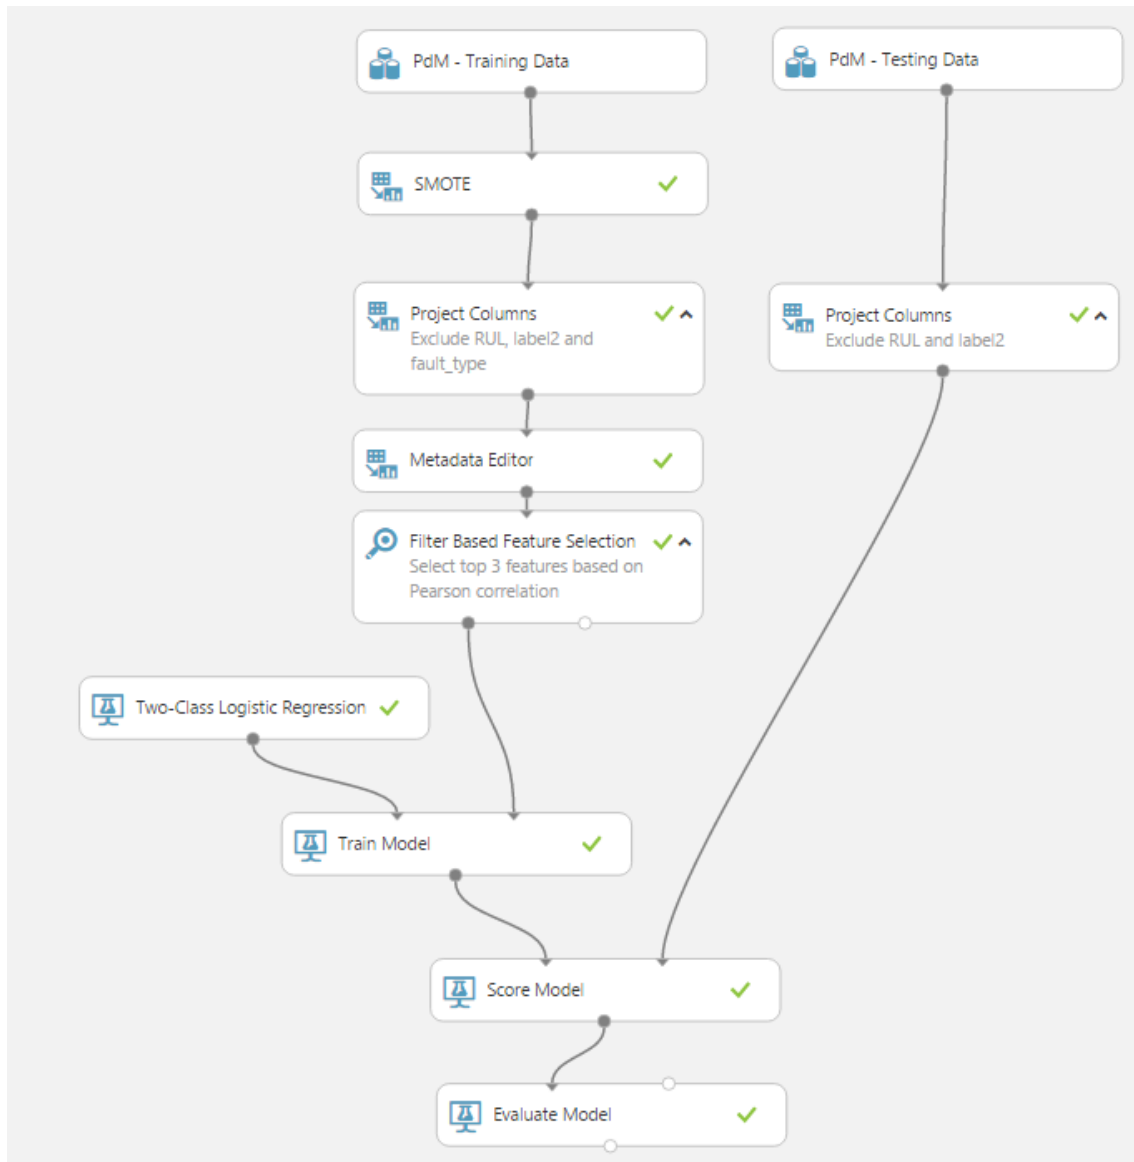 PdM - Training Data
PdM - Testing Data
SMOTE
Project Columns
Exclude RUL, label2 and
fault_type
Project Columns
Exclude RUL and label2
Metadata Editor
Filter Based Feature Selection
Select top 3 features based on
Pearson correlation
Two-Class Logistic Regression
Train Model
Score Model
Evaluate Model